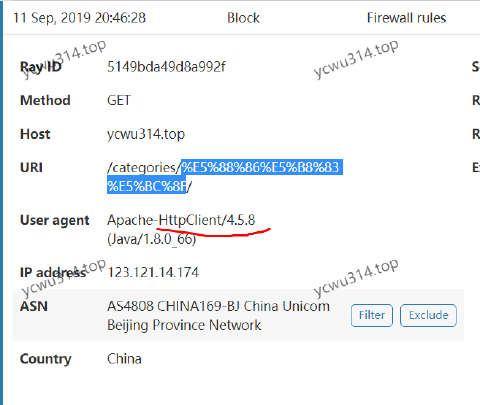 11 Sep, 2019 20:46:28 Block Firewall rules
ycwu314.top
ycwu314.top
Ray ID 5149bda49d8a992f S
Method GET R
Host ycwu314.top R
URI /categories/%E5%88%86%E5%B8%83 E
%E5%BC%8F/
User agent Apache-HttpClient/4.5.8
(Java/1.8.0_66)
IP address 123.121.14.174
ycwu314.top
ycwu314.top
ASN AS4808 CHINA169-BJ China Unicom
Beijing Province Network Filter Exclude
Country China